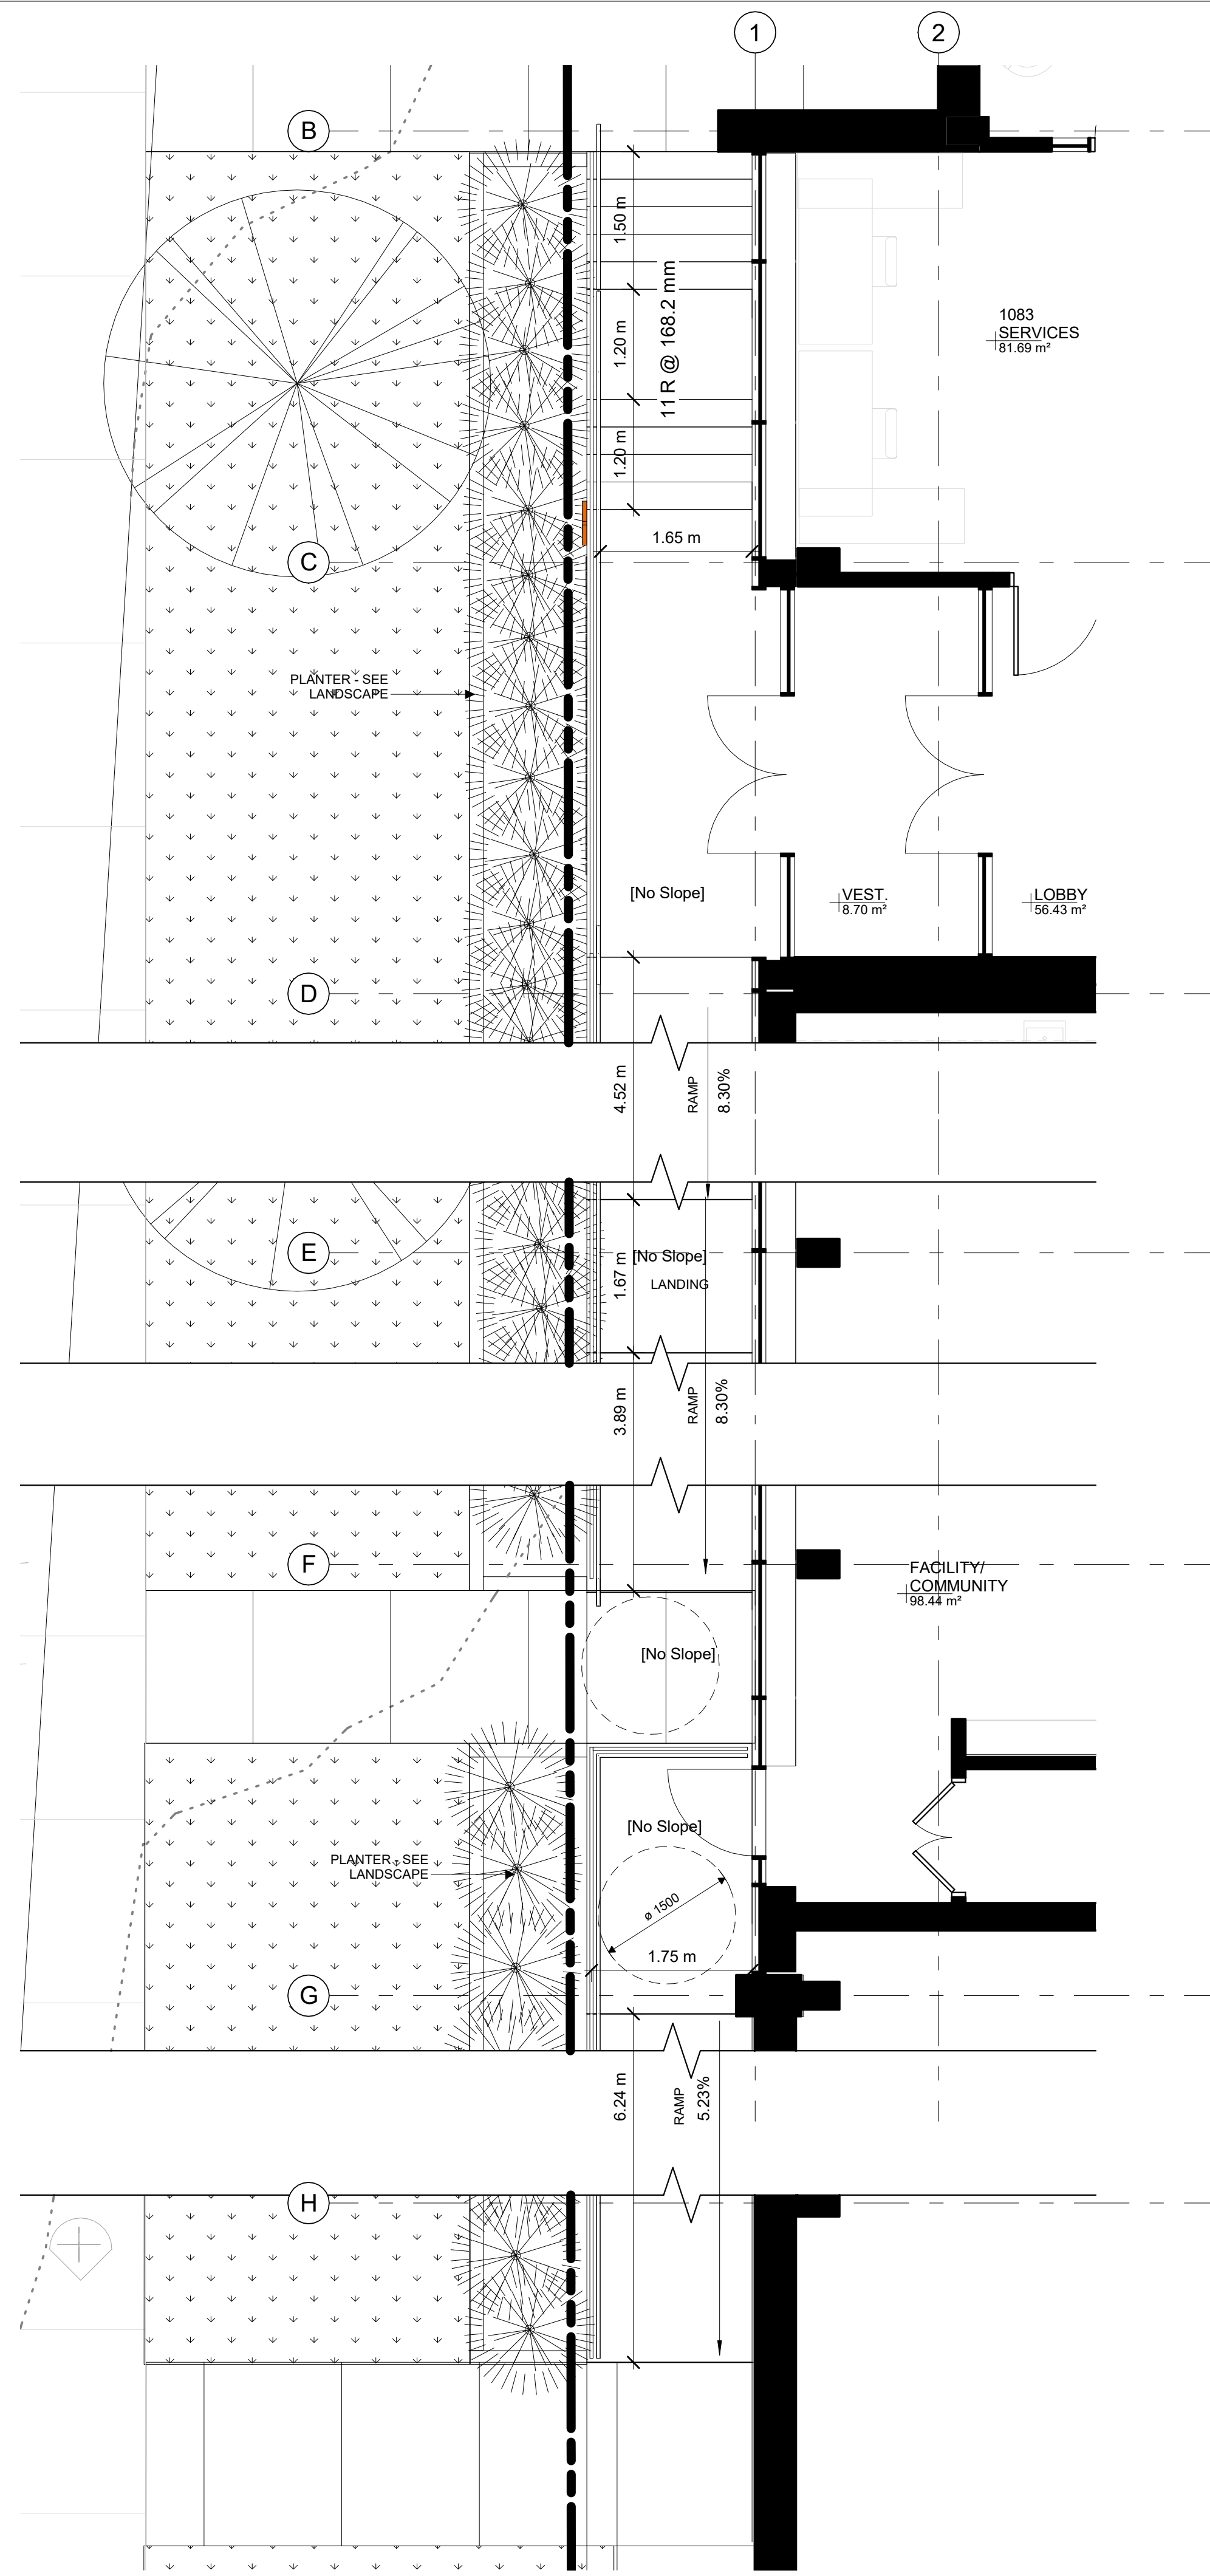 1
2
B
1.50 m
1.20 m
11 R @ 168.2 mm
1083
SERVICES
81.69 m²
1.20 m
1.65 m
C
PLANTER - SEE
LANDSCAPE
[No Slope]
VEST.
8.70 m²
LOBBY
56.43 m²
D
4.52 m
RAMP
8.30%
E
1.67 m
[No Slope]
LANDING
3.89 m
RAMP
8.30%
F
FACILITY/
COMMUNITY
98.44 m²
[No Slope]
[No Slope]
PLANTER - SEE
LANDSCAPE
ø 1500
1.75 m
G
6.24 m
RAMP
5.23%
H